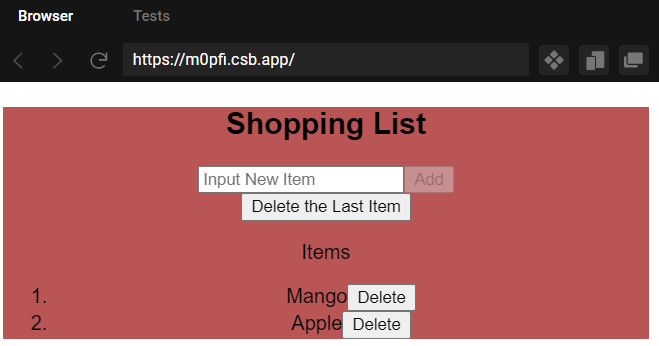 Browser Tests
https://m0pfi.csb.app/
Shopping List
Input New Item Add
Delete the Last Item
Items
1. Mango Delete
2. Apple Delete